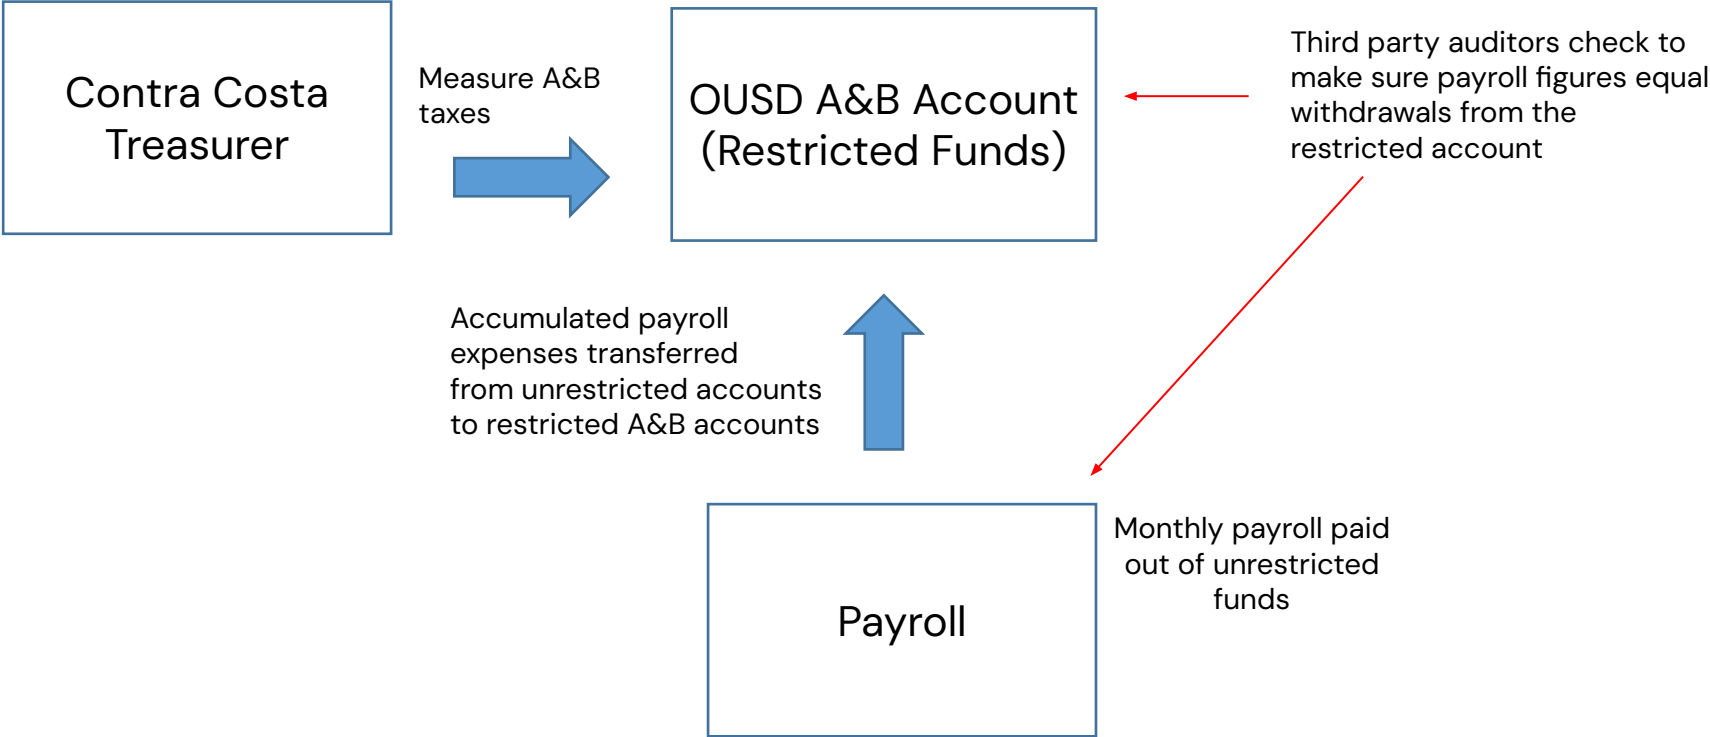 Contra Costa
Treasurer
Measure A&B
taxes
OUSD A&B Account
(Restricted Funds)
Third party auditors check to
make sure payroll figures equal
withdrawals from the
restricted account
Accumulated payroll
expenses transferred
from unrestricted accounts
to restricted A&B accounts
Payroll
Monthly payroll paid
out of unrestricted
funds